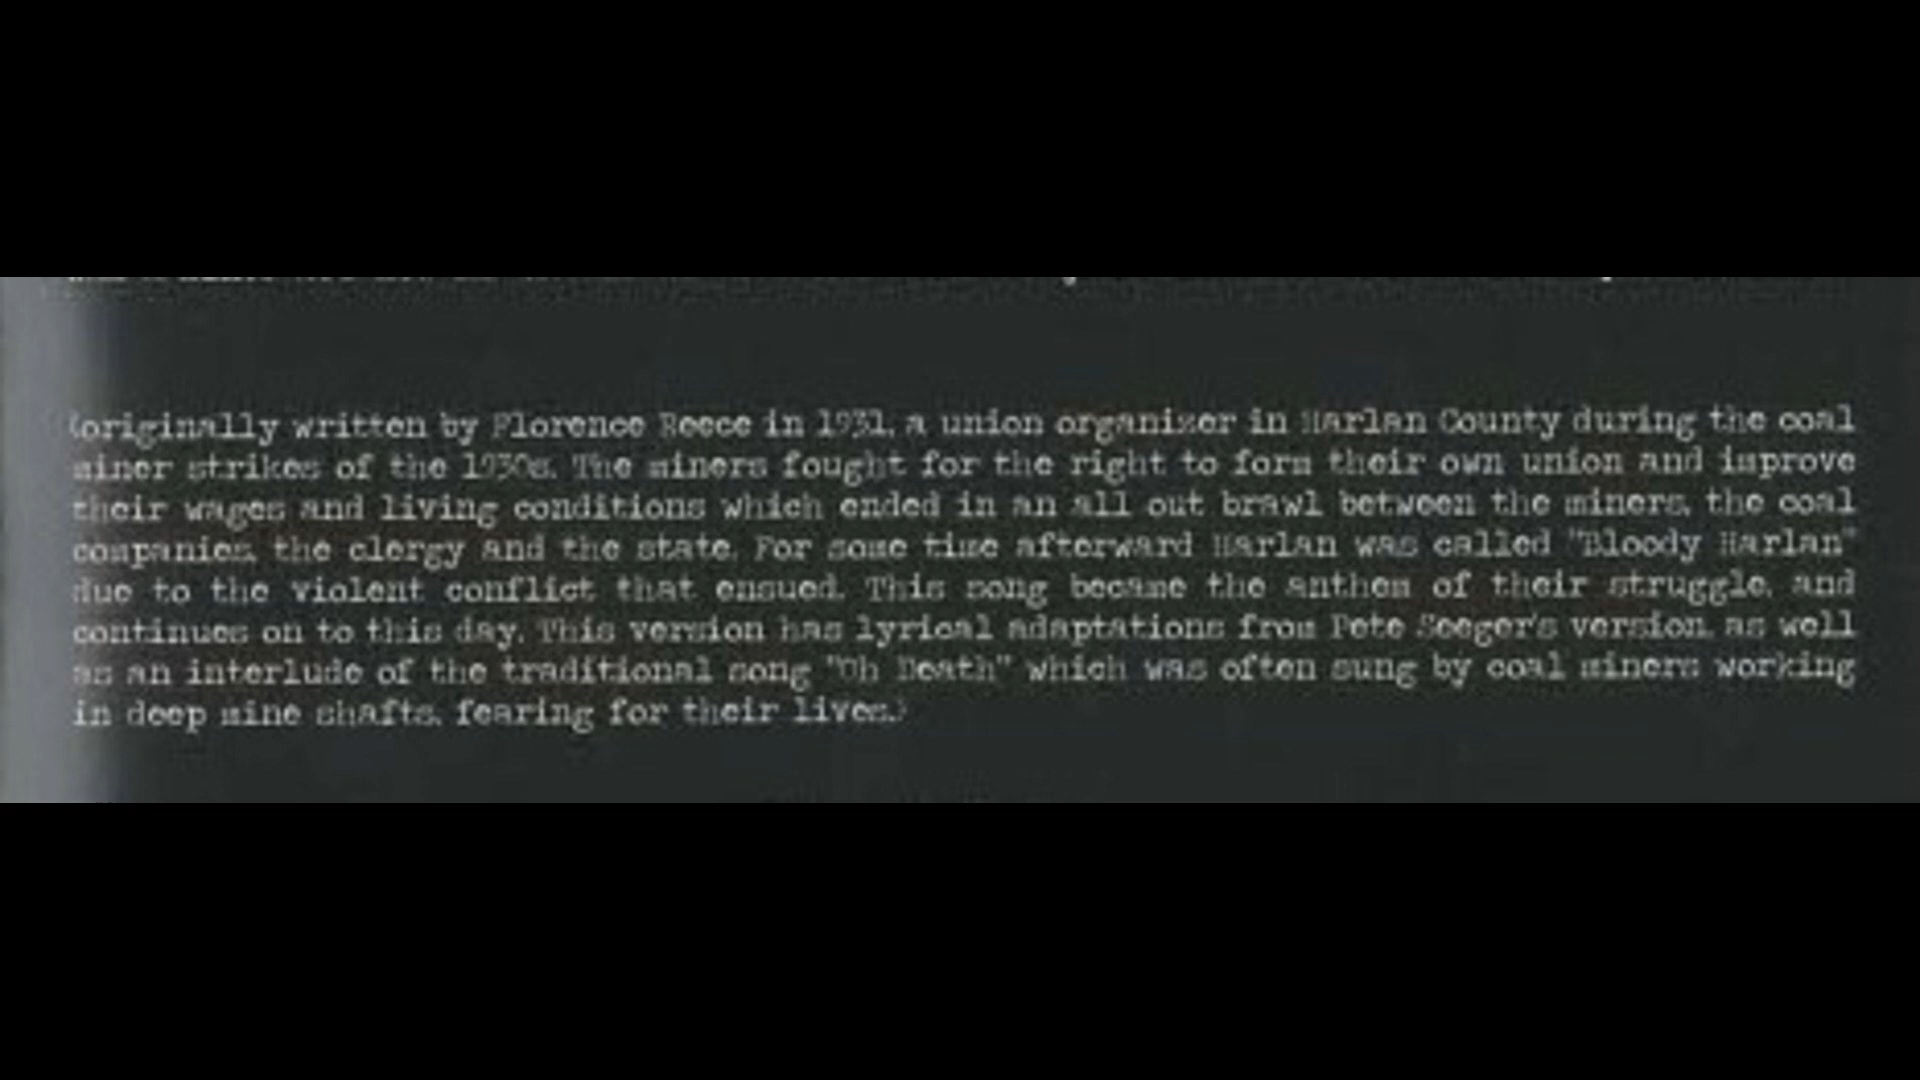 (originally written by Florence Reece in 1931, a union organizer in Harlan County during the coal
miner strikes of the 1930s. The miners fought for the right to form their own union and improve
their wages and living conditions which ended in an all out brawl between the miners, the coal
companies, the clergy and the state. For some time afterward Harlan was called "Bloody Harlan"
due to the violent conflict that ensued. This song became the anthem of their struggle, and
continues on to this day. This version has lyrical adaptations from Pete Seeger's version, as well
as an interlude of the traditional song "Oh Death" which was often sung by coal miners working
in deep mine shafts, fearing for their lives.)